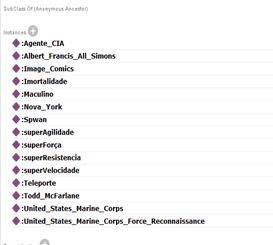 SubClass Of (Anonymous Ancestor)
Instances
:Agente_CIA
:Albert_Francis_All_Simons
:Image_Comics
:Imortalidade
:Maculino
:Nova_York
:Spwan
:superAgilidade
:superForça
:superResistencia
:superVelocidade
:Teleporte
:Todd_McFarlane
:United_States_Marine_Corps
:United_States_Marine_Corps_Force_Reconnaissance